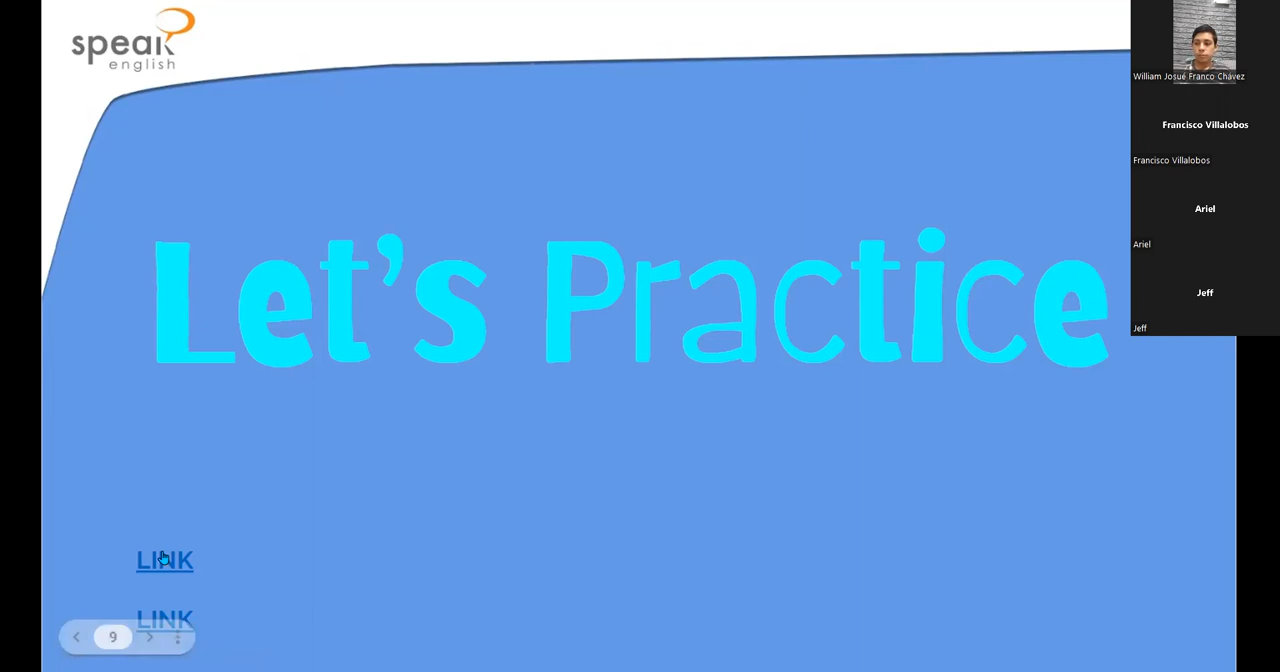 speak
english
Let's Practice
LINK
LINK
9
William Josué Franco Chávez
Francisco Villalobos
Francisco Villalobos
Ariel
Ariel
Jeff
Jeff